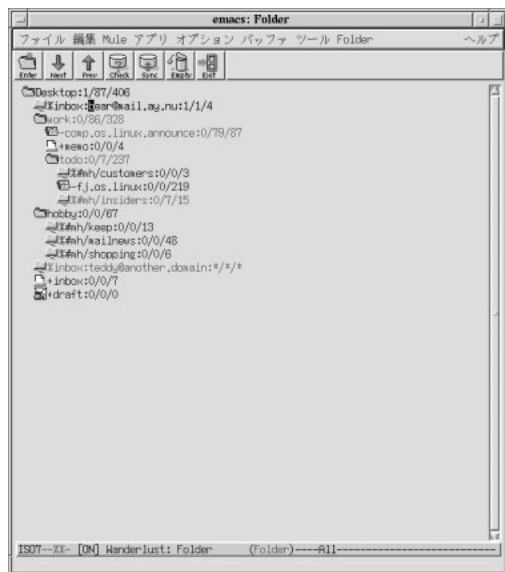 emacs: Folder
ファイル 編集 Mule アプリ オプション バッファ ツール Folder ヘルプ
Enter Next Prev Check Sync Empty Exit
Desktop:1/87/406
%inbox:bear@mail.ay.nu:1/1/4
work:0/86/328
-comp.os.linux.announce:0/79/87
+memo:0/0/4
todo:0/7/237
%#mh/customers:0/0/3
-fj.os.linux:0/0/219
%#mh/insiders:0/7/15
hobby:0/0/67
%#mh/keep:0/0/13
%#mh/mailnews:0/0/48
%#mh/shopping:0/0/6
%inbox:teddy@another.domain:*/*/*
+inbox:0/0/7
+draft:0/0/0
ISO7--%%- [ON] Wanderlust: Folder (Folder)----All----------------------------